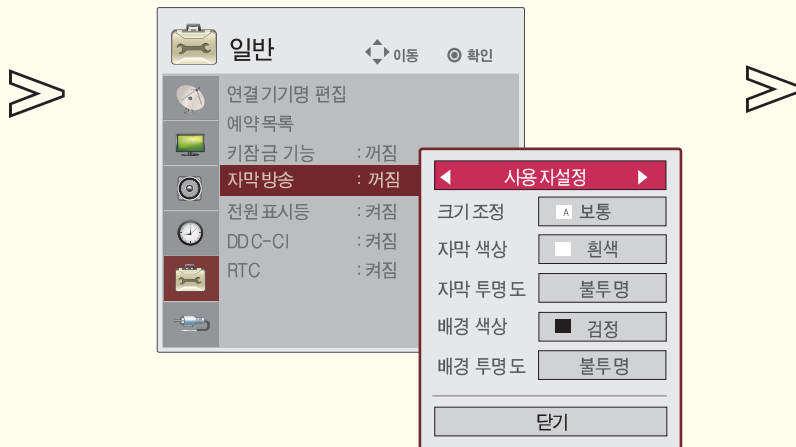 일반 이동 확인
연결기기명 편집
예약목록
키잠금 기능 : 꺼짐
자막방송 : 꺼짐
전원표시등 : 켜짐
DDC-CI : 켜짐
RTC : 켜짐
사용자설정
크기조정 A 보통
자막 색상 흰색
자막 투명도 불투명
배경 색상 검정
배경 투명도 불투명
닫기